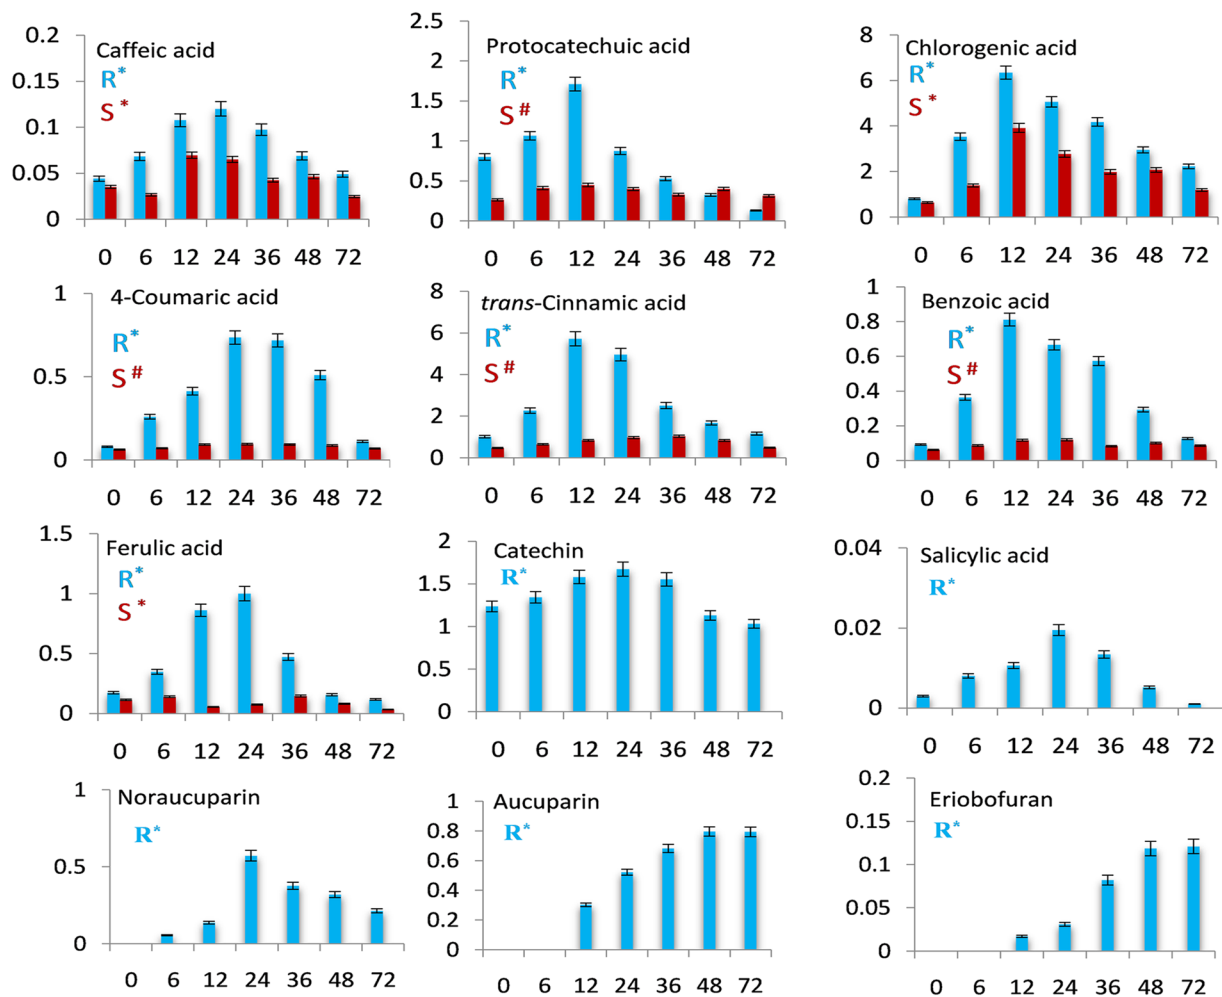 Caffeic acid
R*
S *
0.2
0.15
0.1
0.05
0
0 6 12 24 36 48 72
Protocatechuic acid
R*
S #
2.5
2
1.5
1
0.5
0
0 6 12 24 36 48 72
Chlorogenic acid
R*
S *
8
6
4
2
0
0 6 12 24 36 48 72
4-Coumaric acid
R*
S #
1
0.5
0
0 6 12 24 36 48 72
trans-Cinnamic acid
R*
S #
8
6
4
2
0
0 6 12 24 36 48 72
Benzoic acid
R*
S #
1
0.8
0.6
0.4
0.2
0
0 6 12 24 36 48 72
Ferulic acid
R*
S *
1.5
1
0.5
0
0 6 12 24 36 48 72
Catechin
R*
2
1.5
1
0.5
0
0 6 12 24 36 48 72
Salicylic acid
R*
0.04
0.02
0
0 6 12 24 36 48 72
Noraucuparin
R*
1
0.5
0
0 6 12 24 36 48 72
Aucuparin
R*
1
0.8
0.6
0.4
0.2
0
0 6 12 24 36 48 72
Eriobofuran
R*
0.2
0.15
0.1
0.05
0
0 6 12 24 36 48 72